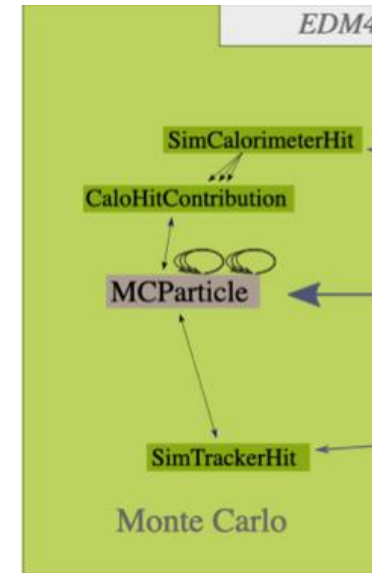 EDM4
SimCalorimeterHit
CaloHitContribution
MCParticle
SimTrackerHit
Monte Carlo